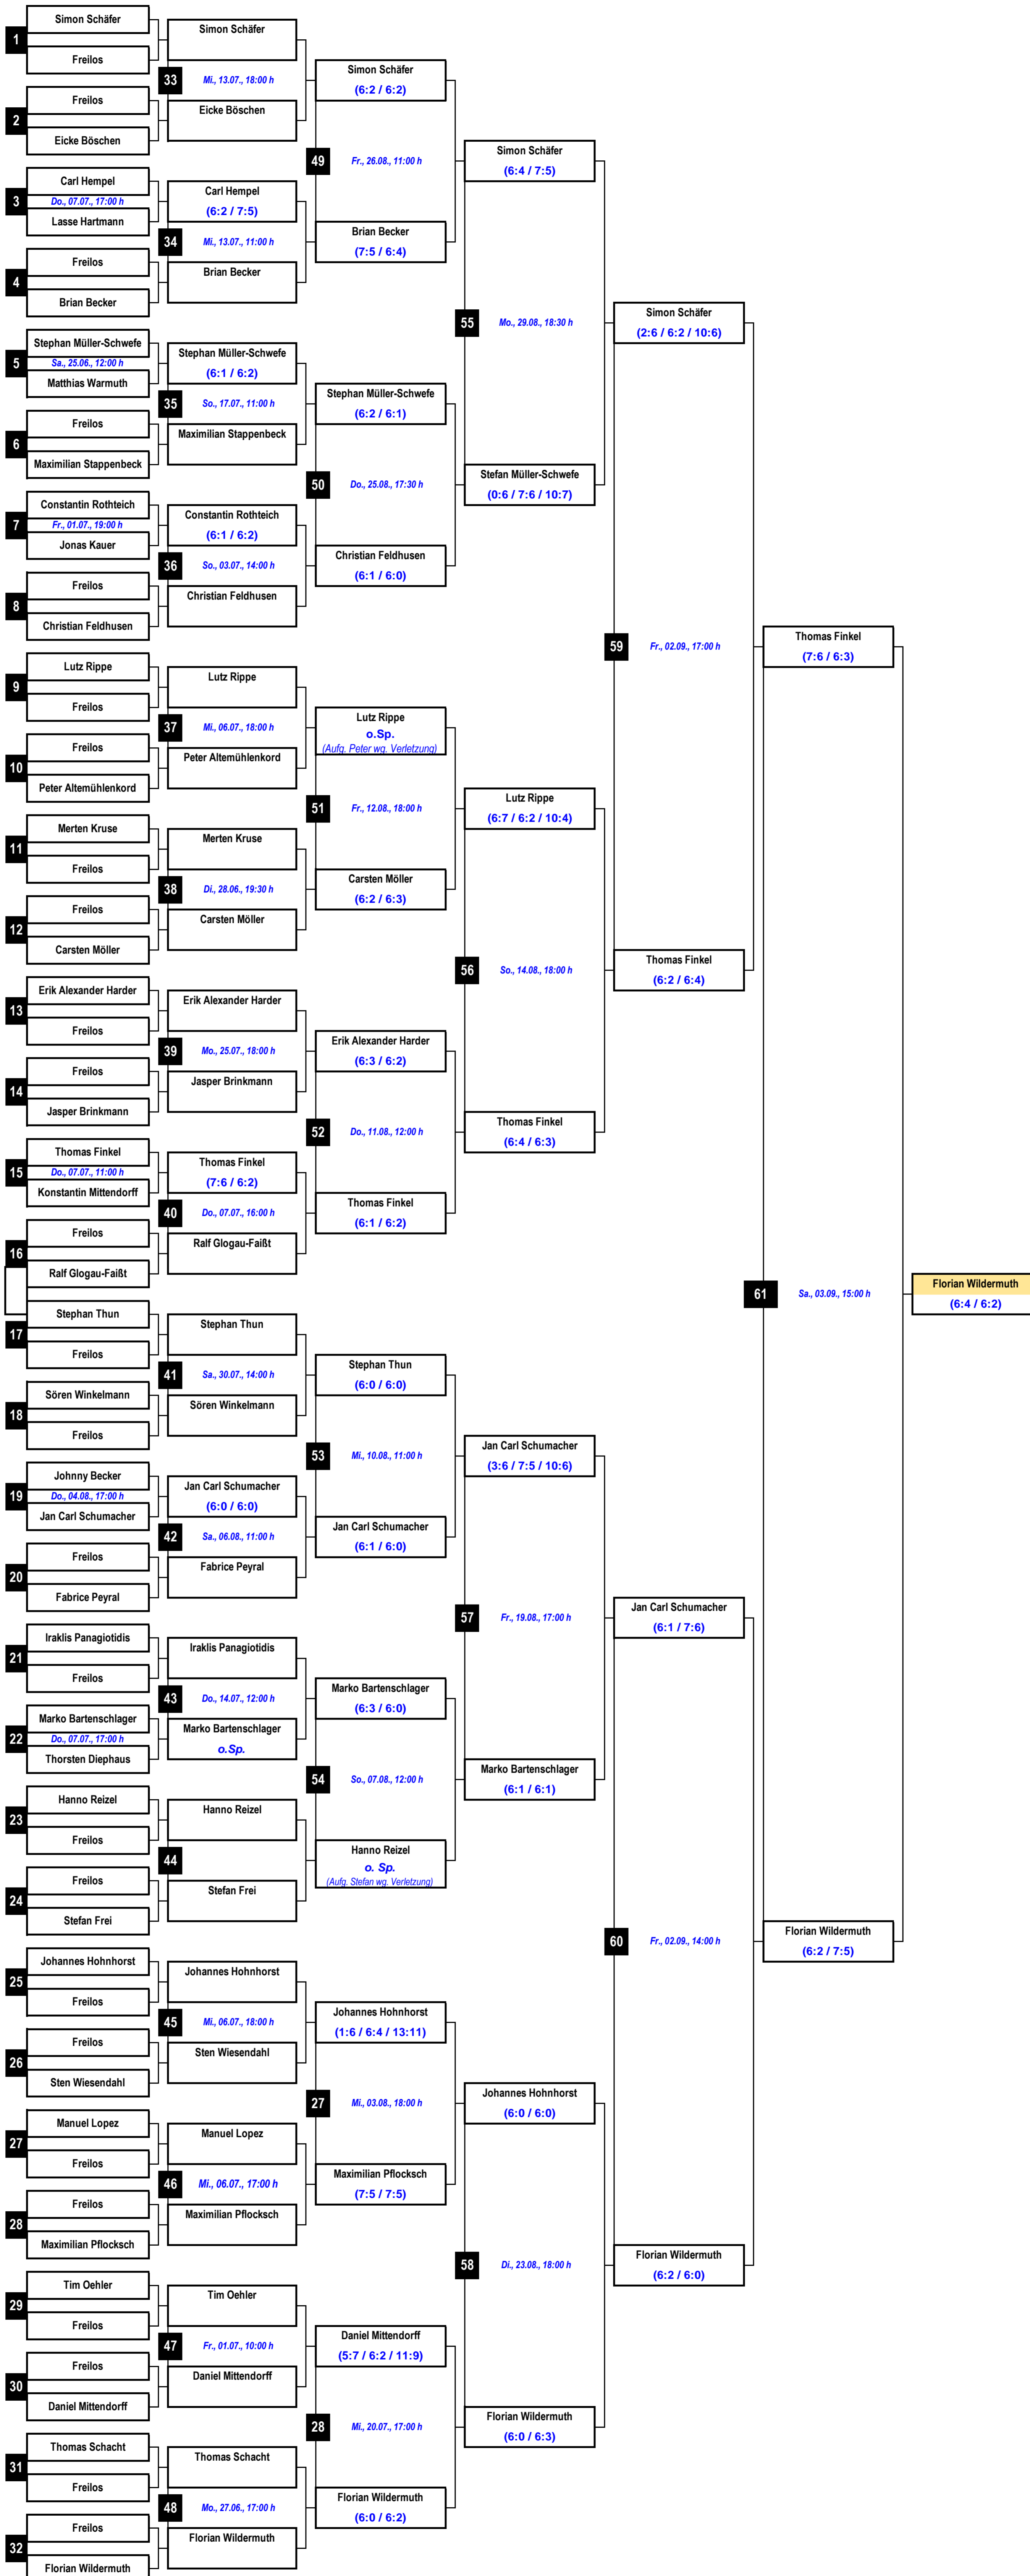 1
Simon Schäfer
Freilos
2
Freilos
Eicke Böschen
3
Carl Hempel
Do., 07.07., 17:00 h
Lasse Hartmann
4
Freilos
Brian Becker
5
Stephan Müller-Schwefe
Sa., 25.06., 12:00 h
Matthias Warmuth
6
Freilos
Maximilian Stappenbeck
7
Constantin Rothteich
Fr., 01.07., 19:00 h
Jonas Kauer
8
Freilos
Christian Feldhusen
9
Lutz Rippe
Freilos
10
Freilos
Peter Altemühlenkord
11
Merten Kruse
Freilos
12
Freilos
Carsten Möller
13
Erik Alexander Harder
Freilos
14
Freilos
Jasper Brinkmann
15
Thomas Finkel
Do., 07.07., 11:00 h
Konstantin Mittendorff
16
Freilos
Ralf Glogau-Faißt
17
Stephan Thun
Freilos
18
Sören Winkelmann
Freilos
19
Johnny Becker
Do., 04.08., 17:00 h
Jan Carl Schumacher
20
Freilos
Fabrice Peyral
21
Iraklis Panagiotidis
Freilos
22
Marko Bartenschlager
Do., 07.07., 17:00 h
Thorsten Diephaus
23
Hanno Reizel
Freilos
24
Freilos
Stefan Frei
25
Johannes Hohnhorst
Freilos
26
Freilos
Sten Wiesendahl
27
Manuel Lopez
Freilos
28
Freilos
Maximilian Pflocksch
29
Tim Oehler
Freilos
30
Freilos
Daniel Mittendorff
31
Thomas Schacht
Freilos
32
Freilos
Florian Wildermuth
Simon Schäfer
33
Mi., 13.07., 18:00 h
Eicke Böschen
Carl Hempel
(6:2 / 7:5)
34
Mi., 13.07., 11:00 h
Brian Becker
Stephan Müller-Schwefe
(6:1 / 6:2)
35
So., 17.07., 11:00 h
Maximilian Stappenbeck
Constantin Rothteich
(6:1 / 6:2)
36
So., 03.07., 14:00 h
Christian Feldhusen
Lutz Rippe
37
Mi., 06.07., 18:00 h
Peter Altemühlenkord
Merten Kruse
38
Di., 28.06., 19:30 h
Carsten Möller
Erik Alexander Harder
39
Mo., 25.07., 18:00 h
Jasper Brinkmann
Thomas Finkel
(7:6 / 6:2)
40
Do., 07.07., 16:00 h
Ralf Glogau-Faißt
Stephan Thun
41
Sa., 30.07., 14:00 h
Sören Winkelmann
Jan Carl Schumacher
(6:0 / 6:0)
42
Sa., 06.08., 11:00 h
Fabrice Peyral
Iraklis Panagiotidis
43
Do., 14.07., 12:00 h
Marko Bartenschlager
o.Sp.
Hanno Reizel
44
Stefan Frei
Johannes Hohnhorst
45
Mi., 06.07., 18:00 h
Sten Wiesendahl
Manuel Lopez
46
Mi., 06.07., 17:00 h
Maximilian Pflocksch
Tim Oehler
47
Fr., 01.07., 10:00 h
Daniel Mittendorff
Thomas Schacht
48
Mo., 27.06., 17:00 h
Florian Wildermuth
Simon Schäfer
(6:2 / 6:2)
49
Fr., 26.08., 11:00 h
Brian Becker
(7:5 / 6:4)
Stephan Müller-Schwefe
(6:2 / 6:1)
50
Do., 25.08., 17:30 h
Christian Feldhusen
(6:1 / 6:0)
Lutz Rippe
o.Sp.
(Aufg. Peter wg. Verletzung)
51
Fr., 12.08., 18:00 h
Carsten Möller
(6:2 / 6:3)
Erik Alexander Harder
(6:3 / 6:2)
52
Do., 11.08., 12:00 h
Thomas Finkel
(6:1 / 6:2)
Stephan Thun
(6:0 / 6:0)
53
Mi., 10.08., 11:00 h
Jan Carl Schumacher
(6:1 / 6:0)
Marko Bartenschlager
(6:3 / 6:0)
54
So., 07.08., 12:00 h
Hanno Reizel
o. Sp.
(Aufg. Stefan wg. Verletzung)
Johannes Hohnhorst
(1:6 / 6:4 / 13:11)
27
Mi., 03.08., 18:00 h
Maximilian Pflocksch
(7:5 / 7:5)
Daniel Mittendorff
(5:7 / 6:2 / 11:9)
28
Mi., 20.07., 17:00 h
Florian Wildermuth
(6:0 / 6:2)
Simon Schäfer
(6:4 / 7:5)
55
Mo., 29.08., 18:30 h
Stefan Müller-Schwefe
(0:6 / 7:6 / 10:7)
Lutz Rippe
(6:7 / 6:2 / 10:4)
56
So., 14.08., 18:00 h
Thomas Finkel
(6:4 / 6:3)
Jan Carl Schumacher
(3:6 / 7:5 / 10:6)
57
Fr., 19.08., 17:00 h
Marko Bartenschlager
(6:1 / 6:1)
Johannes Hohnhorst
(6:0 / 6:0)
58
Di., 23.08., 18:00 h
Florian Wildermuth
(6:0 / 6:3)
Simon Schäfer
(2:6 / 6:2 / 10:6)
59
Fr., 02.09., 17:00 h
Thomas Finkel
(6:2 / 6:4)
Jan Carl Schumacher
(6:1 / 7:6)
60
Fr., 02.09., 14:00 h
Florian Wildermuth
(6:2 / 6:0)
Thomas Finkel
(7:6 / 6:3)
61
Sa., 03.09., 15:00 h
Florian Wildermuth
(6:2 / 7:5)
Florian Wildermuth
(6:4 / 6:2)